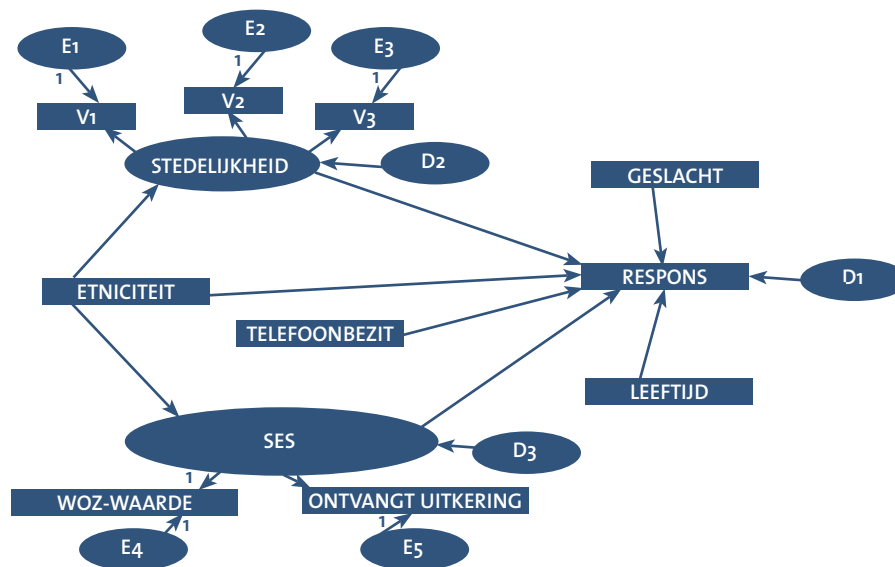 E1
E2
E3
1
1
1
V1
V2
V3
STEDELIJKHEID
D2
GESLACHT
ETNICITEIT
RESPONS
D1
TELEFOONBEZIT
LEEFTIJD
SES
D3
1
WOZ-WAARDE
ONTVANGT UITKERING
1
1
E4
E5